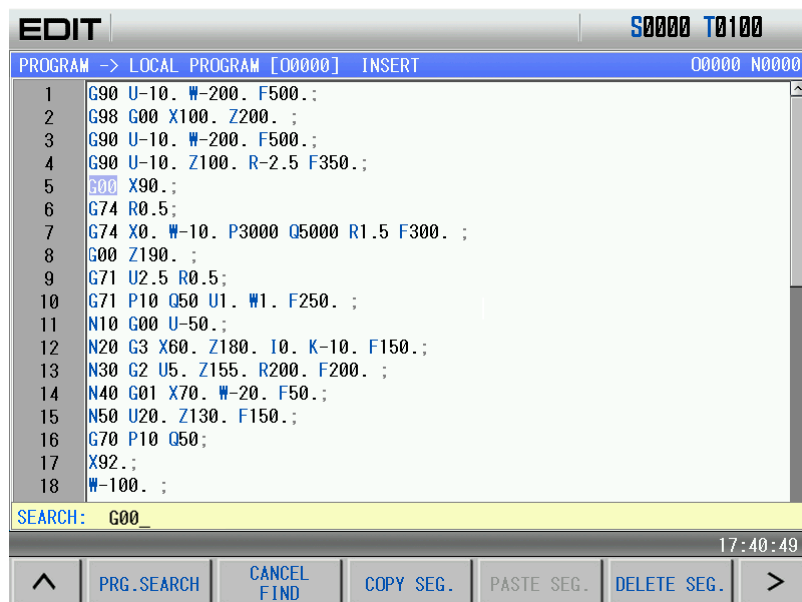 EDIT S0000 T0100
PROGRAM -> LOCAL PROGRAM [O0000] INSERT O0000 N0000
1 G90 U-10. W-200. F500.;
2 G98 G00 X100. Z200. ;
3 G90 U-10. W-200. F500.;
4 G90 U-10. Z100. R-2.5 F350.;
5 G00 X90.;
6 G74 R0.5;
7 G74 X0. W-10. P3000 Q5000 R1.5 F300. ;
8 G00 Z190. ;
9 G71 U2.5 R0.5;
10 G71 P10 Q50 U1. W1. F250. ;
11 N10 G00 U-50.;
12 N20 G3 X60. Z180. I0. K-10. F150.;
13 N30 G2 U5. Z155. R200. F200. ;
14 N40 G01 X70. W-20. F50.;
15 N50 U20. Z130. F150.;
16 G70 P10 Q50;
17 X92.;
18 W-100. ;
SEARCH: G00_
17:40:49
PRG.SEARCH CANCEL FIND COPY SEG. PASTE SEG. DELETE SEG. >